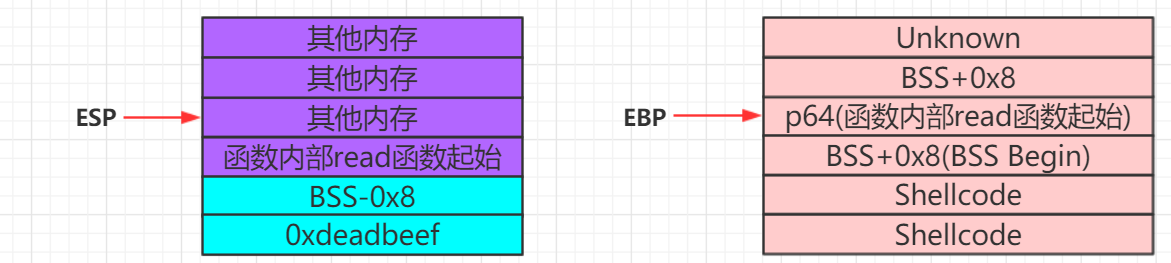 其他内存
其他内存
ESP
其他内存
函数内部read函数起始
BSS-0x8
0xdeadbeef
Unknown
BSS+0x8
EBP
p64(函数内部read函数起始)
BSS+0x8(BSS Begin)
Shellcode
Shellcode